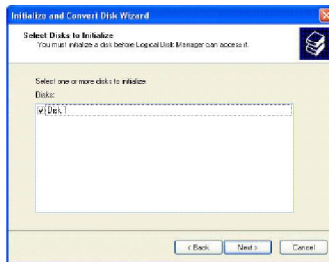 Initialize and Convert Disk Wizard
Select Disks to Initialize
You must initialize a disk before Logical Disk Manager can access it.
Select one or more disks to initialize
Disks:
Disk 1
< Back
Next >
Cancel